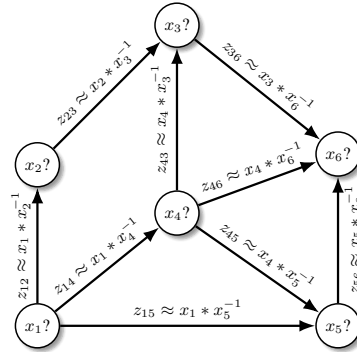 x₃?
z₂₃ ≈ x₂ * x₃⁻¹
z₃₆ ≈ x₃ * x₆⁻¹
z₄₃ ≈ x₄ * x₃⁻¹
x₂?
x₆?
z₄₆ ≈ x₄ * x₆⁻¹
x₄?
z₁₂ ≈ x₁ * x₂⁻¹
z₁₄ ≈ x₁ * x₄⁻¹
z₄₅ ≈ x₄ * x₅⁻¹
z₅₆ ≈ x₅ *
z₁₅ ≈ x₁ * x₅⁻¹
x₁?
x₅?